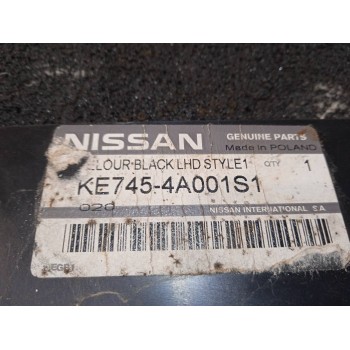 NISSAN
GENUINE PARTS
Made in POLAND
ELOUR-BLACK LHD STYLE1
QTY 1
KE745-4A001S1
020
NISSAN INTERNATIONAL S.A.